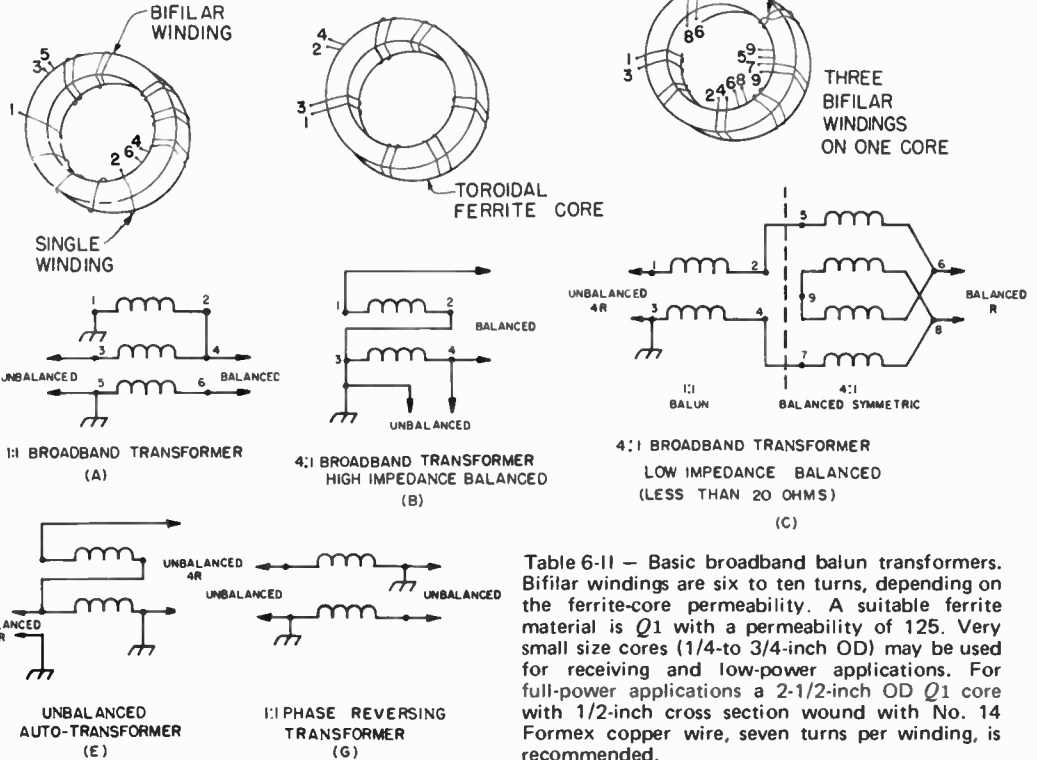 BIFILAR
WINDING
5
3
1
2 6 4
SINGLE
WINDING
4
2
3
1
TOROIDAL
FERRITE CORE
8 6
1
3
9
5
7
2 4 6 8 9
THREE
BIFILAR
WINDINGS
ON ONE CORE
1 2
3 4
5 6
UNBALANCED BALANCED
1:1 BROADBAND TRANSFORMER
(A)
1 2
BALANCED
3 4
UNBALANCED
4:1 BROADBAND TRANSFORMER
HIGH IMPEDANCE BALANCED
(B)
5
1 2 6
UNBALANCED
4R
9
BALANCED
R
3 4 8
7
1:1
BALUN
4:1
BALANCED SYMMETRIC
4:1 BROADBAND TRANSFORMER
LOW IMPEDANCE BALANCED
(LESS THAN 20 OHMS)
(C)
UNBALANCED
4R
ANCED
R
UNBALANCED
AUTO-TRANSFORMER
(E)
UNBALANCED
UNBALANCED
1:1 PHASE REVERSING
TRANSFORMER
(G)
Table 6-II — Basic broadband balun transformers.
Bifilar windings are six to ten turns, depending on
the ferrite-core permeability. A suitable ferrite
material is Q1 with a permeability of 125. Very
small size cores (1/4-to 3/4-inch OD) may be used
for receiving and low-power applications. For
full-power applications a 2-1/2-inch OD Q1 core
with 1/2-inch cross section wound with No. 14
Formex copper wire, seven turns per winding, is
recommended.